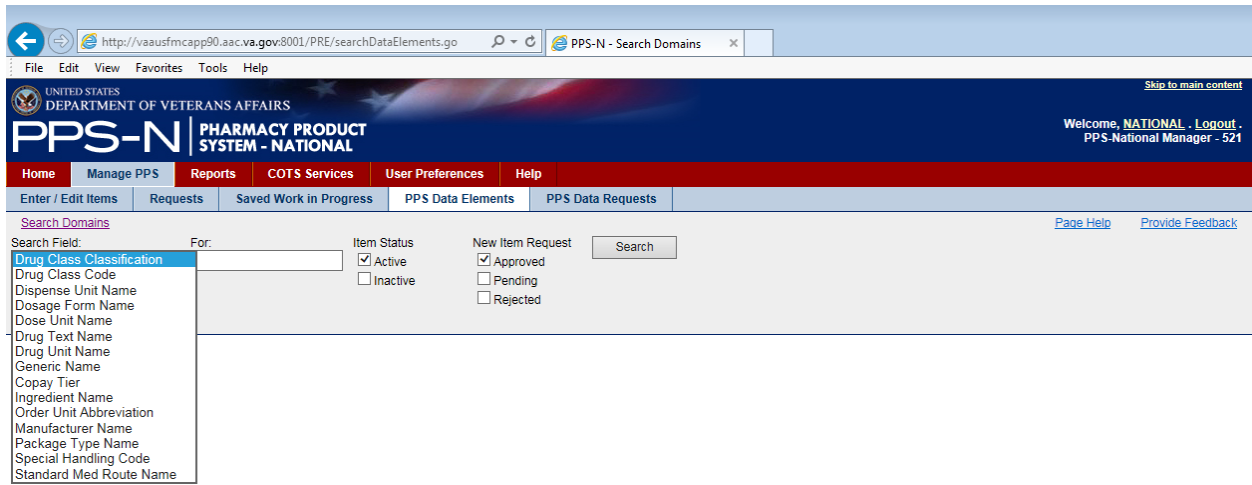 http://vaausfmcapp90.aac.va.gov:8001/PRE/searchDataElements.go PPS-N - Search Domains
File Edit View Favorites Tools Help
UNITED STATES
DEPARTMENT OF VETERANS AFFAIRS
PPS-N PHARMACY PRODUCT SYSTEM - NATIONAL
Skip to main content
Welcome, NATIONAL . Logout .
PPS-National Manager - 521
Home Manage PPS Reports COTS Services User Preferences Help
Enter / Edit Items Requests Saved Work in Progress PPS Data Elements PPS Data Requests
Search Domains Page Help Provide Feedback
Search Field: For: Item Status New Item Request Search
Active Approved
Inactive Pending
Rejected
Drug Class Classification
Drug Class Code
Dispense Unit Name
Dosage Form Name
Dose Unit Name
Drug Text Name
Drug Unit Name
Generic Name
Copay Tier
Ingredient Name
Order Unit Abbreviation
Manufacturer Name
Package Type Name
Special Handling Code
Standard Med Route Name